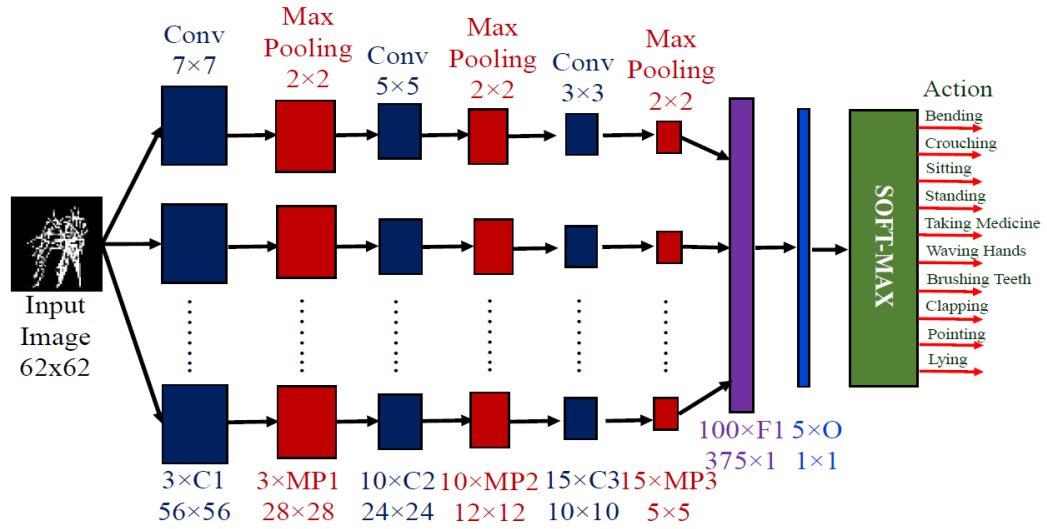 Conv
7×7
Max
Pooling
2×2
Conv
5×5
Max
Pooling
2×2
Conv
3×3
Max
Pooling
2×2
Input
Image
62x62
SOFT-MAX
Action
Bending
Crouching
Sitting
Standing
Taking Medicine
Waving Hands
Brushing Teeth
Clapping
Pointing
Lying
3×C1
56×56
3×MP1
28×28
10×C2
24×24
10×MP2
12×12
15×C3
10×10
15×MP3
5×5
100×F1
375×1
5×O
1×1